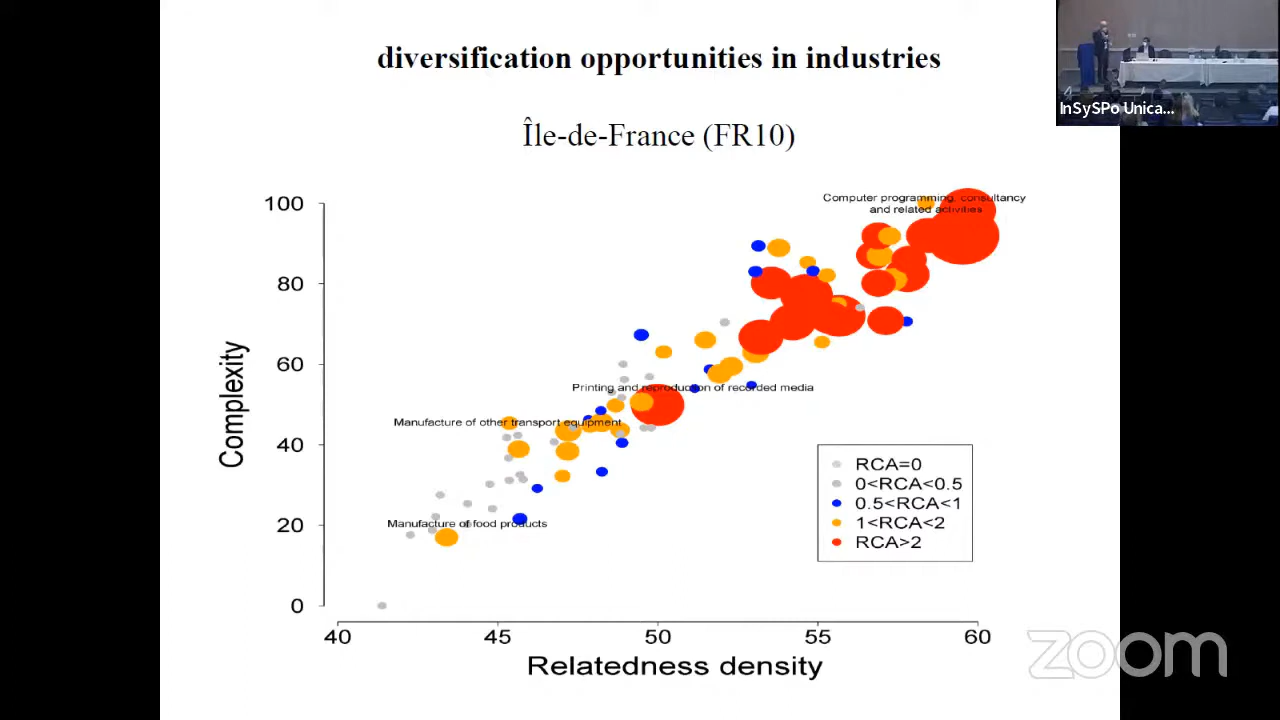 diversification opportunities in industries
InSySPo Unica...
Île-de-France (FR10)
Computer programming, consultancy
and related activities
Printing and reproduction of recorded media
Manufacture of other transport equipment
Manufacture of food products
Complexity
100
80
60
40
20
0
RCA=0
0<RCA<0.5
0.5<RCA<1
1<RCA<2
RCA>2
40 45 50 55 60
Relatedness density
zoom